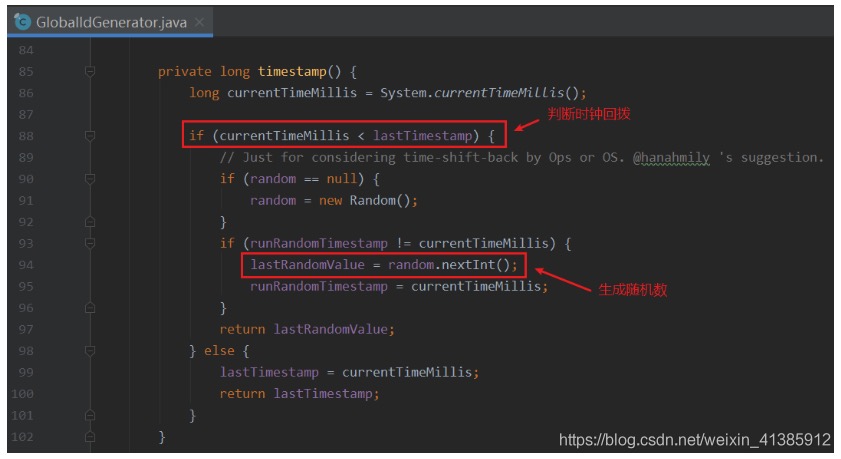 GlobalIdGenerator.java
84
85 private long timestamp() {
86 long currentTimeMillis = System.currentTimeMillis();
87
判断时钟回拨
88 if (currentTimeMillis < lastTimestamp) {
89 // Just for considering time-shift-back by Ops or OS. @hanahmily 's suggestion.
90 if (random == null) {
91 random = new Random();
92 }
93 if (runRandomTimestamp != currentTimeMillis) {
94 lastRandomValue = random.nextInt();
95 runRandomTimestamp = currentTimeMillis;
生成随机数
96 }
97 return lastRandomValue;
98 } else {
99 lastTimestamp = currentTimeMillis;
100 return lastTimestamp;
101 }
102 }
https://blog.csdn.net/weixin_41385912